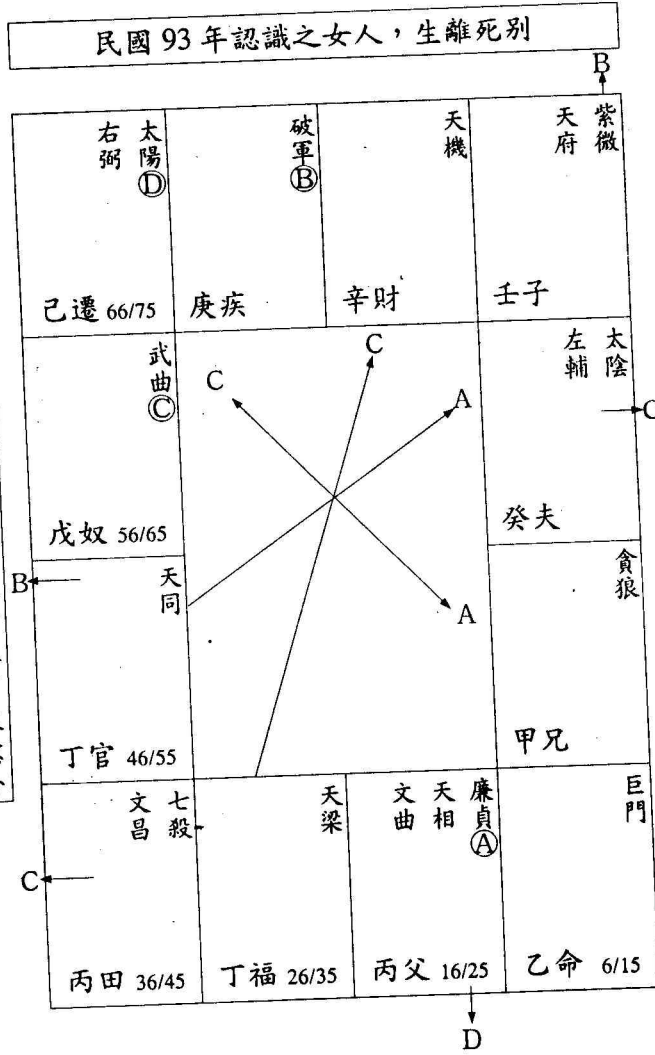 民國 93 年認識之女人，生離死別
B
太陽 D
右弼
己遷 66/75
破軍 B
庚疾
天機
辛財
紫微
天府
壬子
武曲 C
戊奴 56/65
C
C
A
A
太陰
左輔
癸夫
C
B
天同
丁官 46/55
貪狼
甲兄
C
七殺
文昌
丙田 36/45
天梁
丁福 26/35
廉貞 A
天相
文曲
丙父 16/25
巨門
乙命 6/15
D